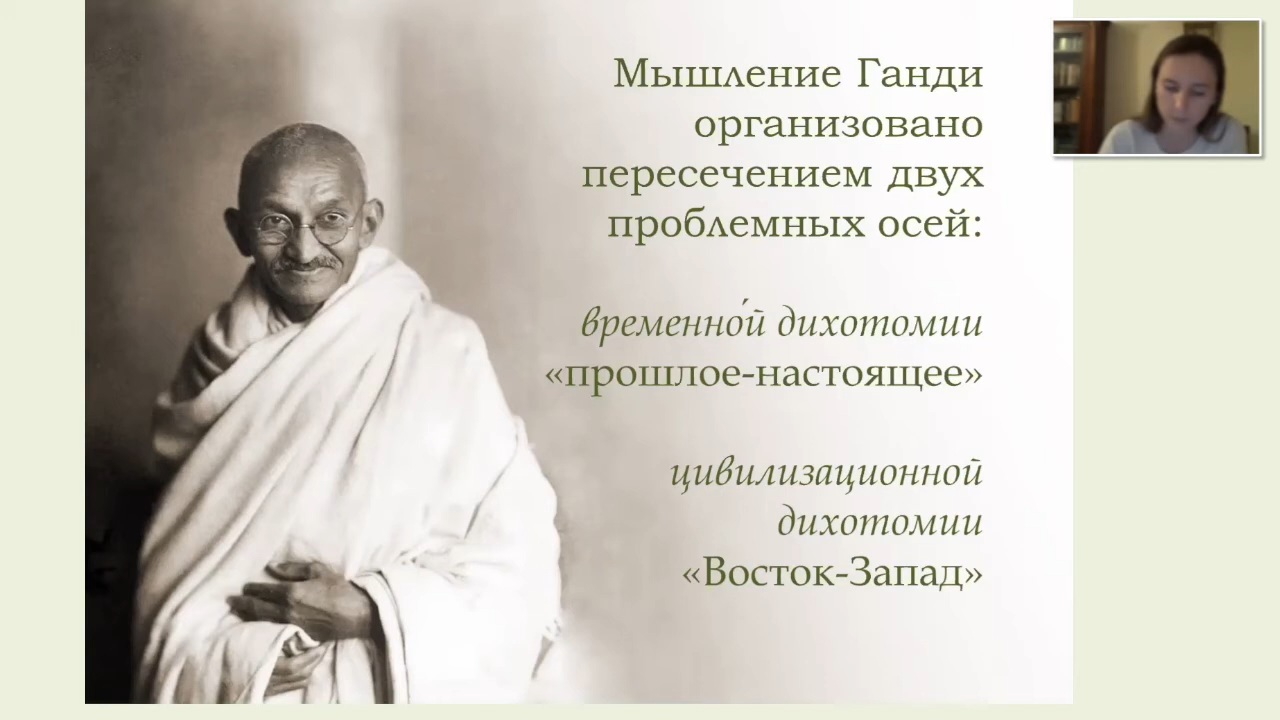 Мышление Ганди
организовано
пересечением двух
проблемных осей:
временно́й дихотомии
«прошлое-настоящее»
цивилизационной
дихотомии
«Восток-Запад»